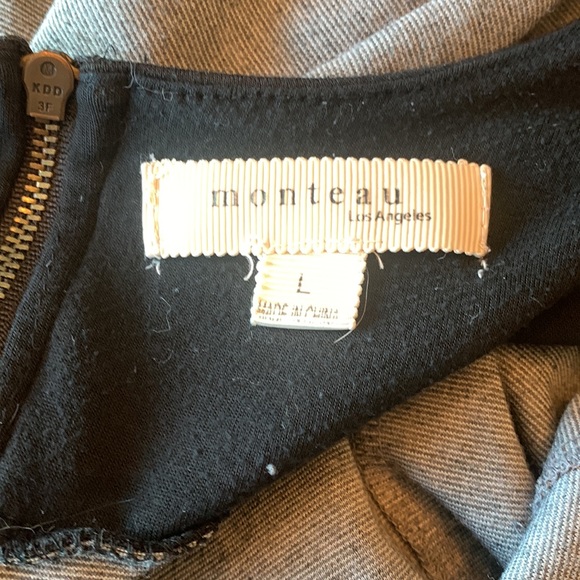 KDD
3F
monteau
Los Angeles
L
MADE IN CHINA